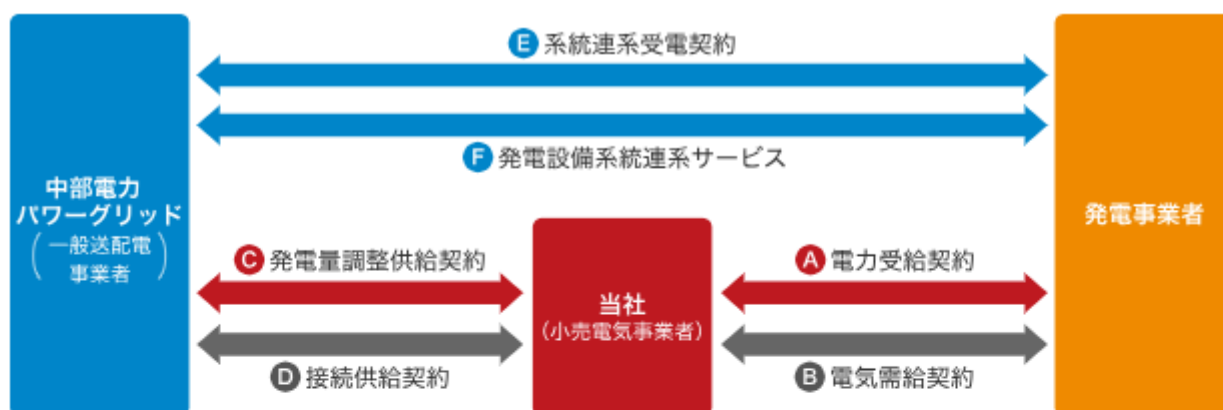 E 系統連系受電契約
F 発電設備系統連系サービス
中部電力
パワーグリッド
(一般送配電
事業者)
C 発電量調整供給契約
D 接続供給契約
当社
(小売電気事業者)
A 電力受給契約
B 電気需給契約
発電事業者